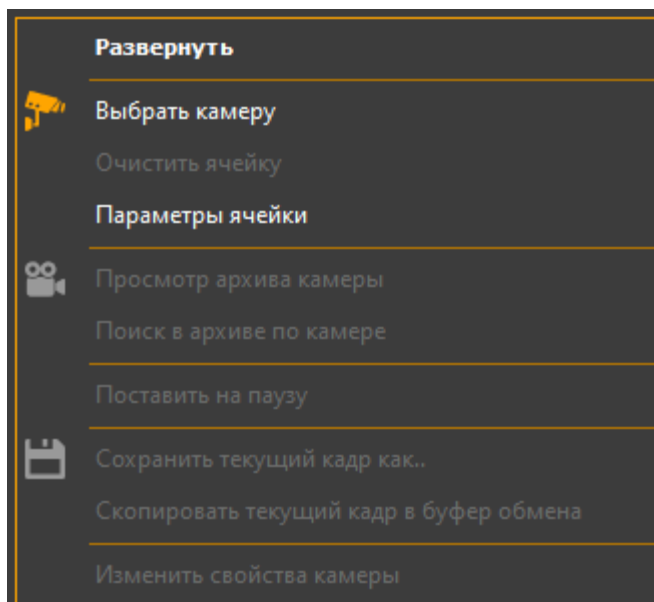 Развернуть
Выбрать камеру
Очистить ячейку
Параметры ячейки
Просмотр архива камеры
Поиск в архиве по камере
Поставить на паузу
Сохранить текущий кадр как..
Скопировать текущий кадр в буфер обмена
Изменить свойства камеры